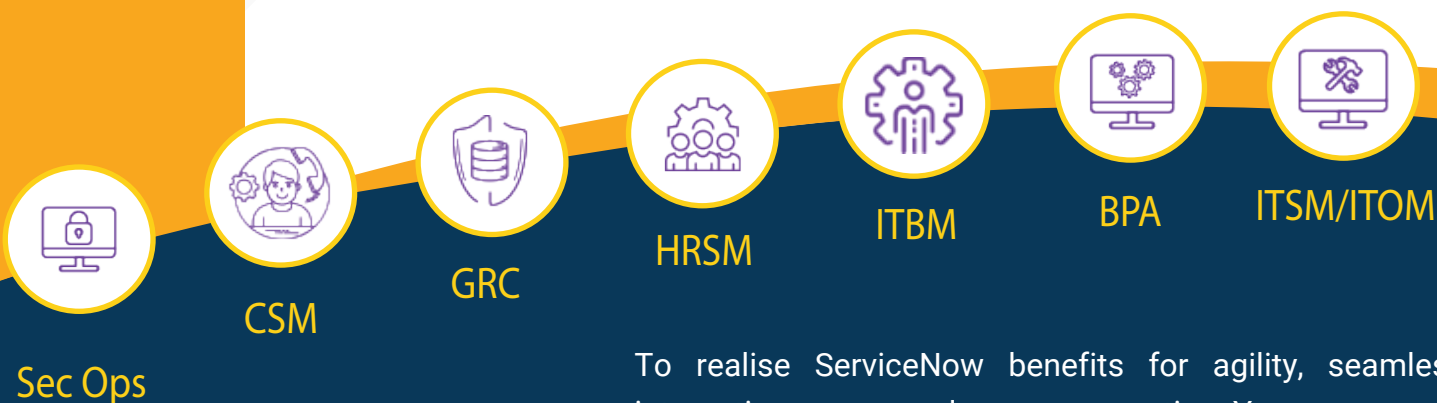 Sec Ops
CSM
GRC
HRSM
ITBM
BPA
ITSM/ITOM
To realise ServiceNow benefits for agility, seamles